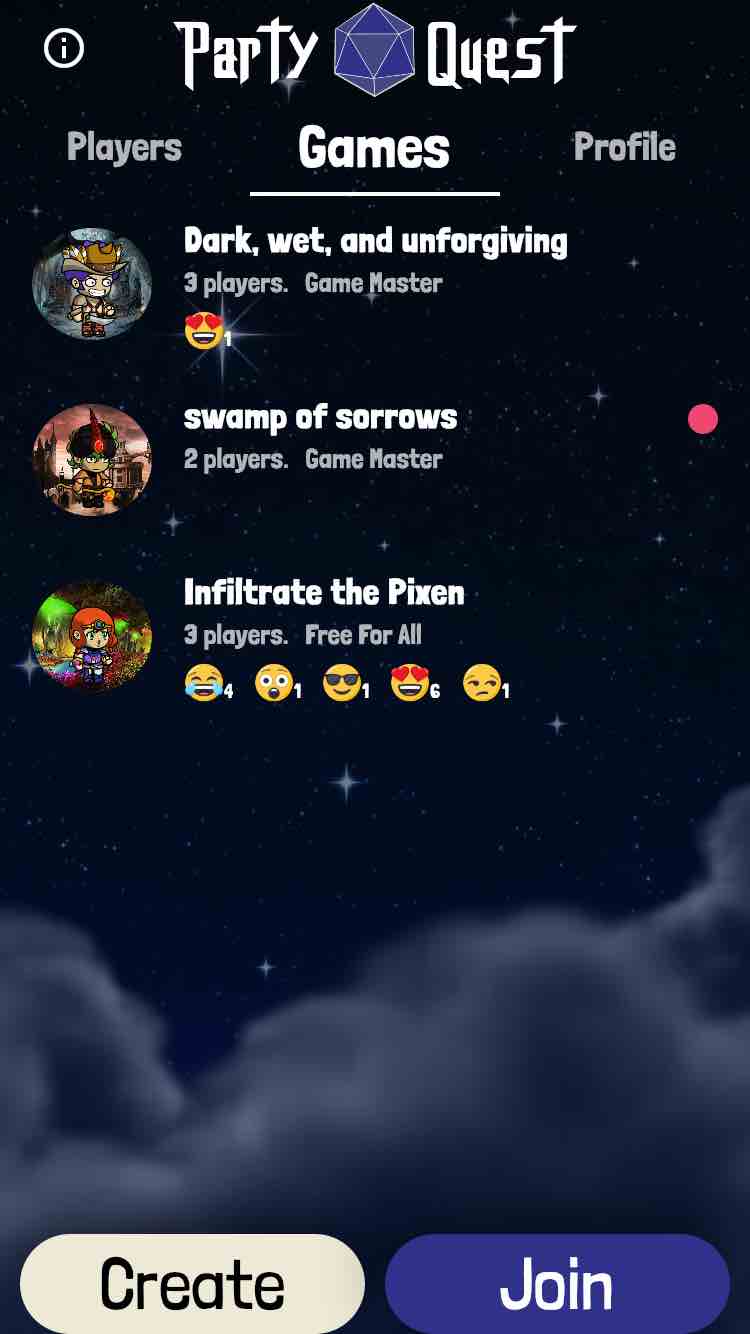 Party Quest
Players Games Profile
Dark, wet, and unforgiving
3 players. Game Master
1
swamp of sorrows
2 players. Game Master
Infiltrate the Pixen
3 players. Free For All
4 1 1 6 1
Create Join